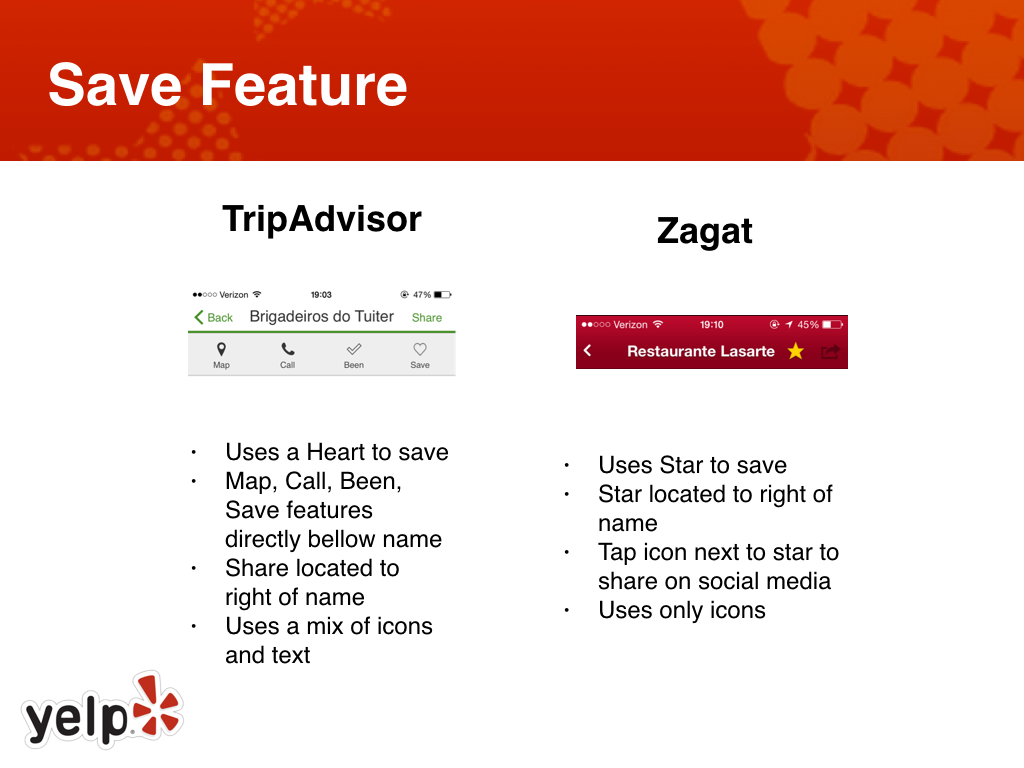 Save Feature
TripAdvisor
●●○○○ Verizon 19:03 47%
Back Brigadeiros do Tuiter Share
Map Call Been Save
• Uses a Heart to save
• Map, Call, Been,
Save features
directly bellow name
• Share located to
right of name
• Uses a mix of icons
and text
Zagat
●●○○○ Verizon 19:10 45%
Restaurante Lasarte
• Uses Star to save
• Star located to right of
name
• Tap icon next to star to
share on social media
• Uses only icons
yelp